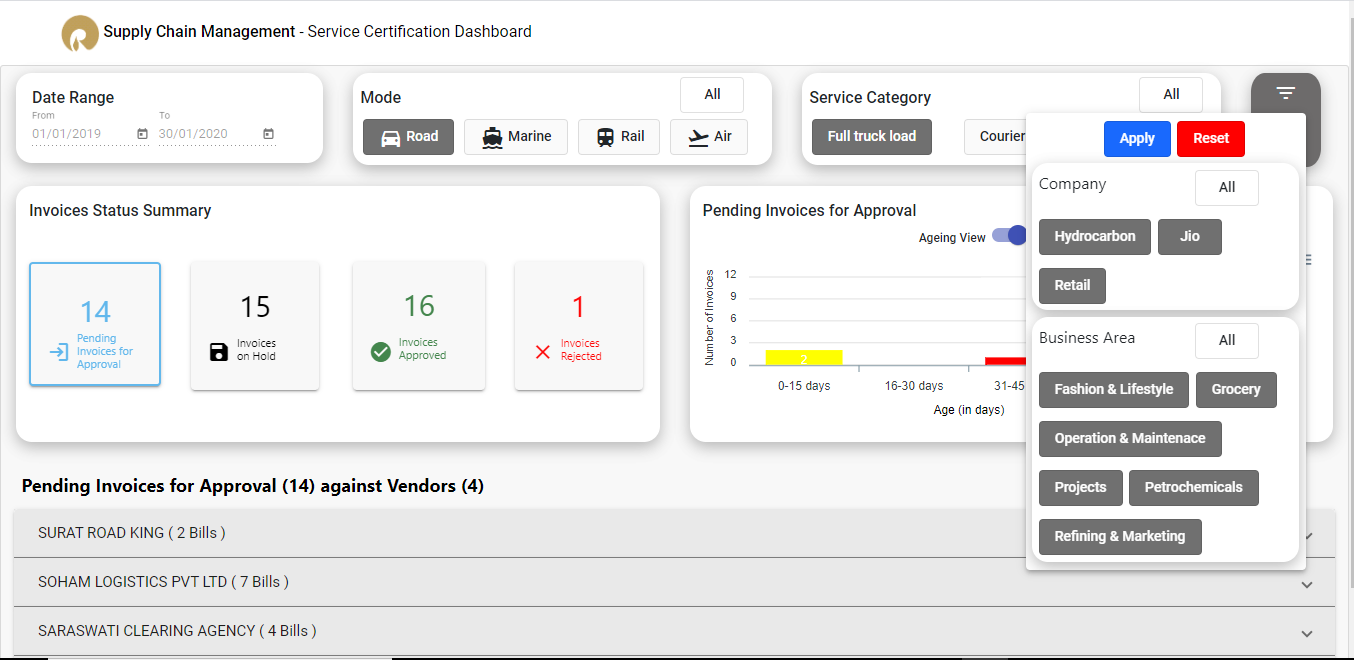 Supply Chain Management - Service Certification Dashboard
Date Range
From
To
01/01/2019
30/01/2020
Mode
All
Road
Marine
Rail
Air
Service Category
All
Full truck load
Courier
Apply
Reset
Company
All
Hydrocarbon
Jio
Retail
Business Area
All
Fashion & Lifestyle
Grocery
Operation & Maintenace
Projects
Petrochemicals
Refining & Marketing
Invoices Status Summary
14
Pending
Invoices for
Approval
15
Invoices
on Hold
16
Invoices
Approved
1
Invoices
Rejected
Pending Invoices for Approval
Ageing View
Number of Invoices
12
9
6
3
0
2
0-15 days
16-30 days
31-45
Age (in days)
Pending Invoices for Approval (14) against Vendors (4)
SURAT ROAD KING ( 2 Bills )
SOHAM LOGISTICS PVT LTD ( 7 Bills )
SARASWATI CLEARING AGENCY ( 4 Bills )